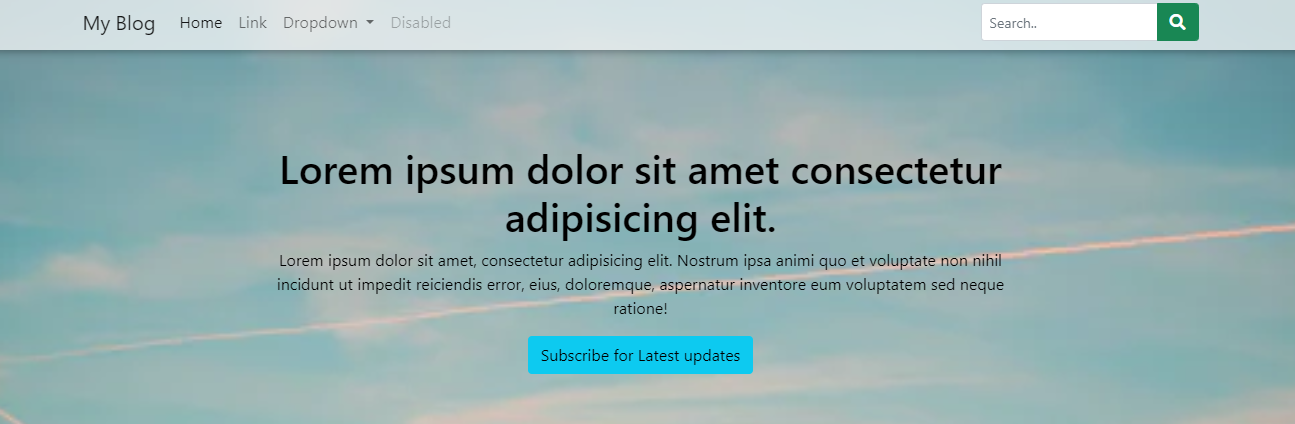 My Blog Home Link Dropdown Disabled Search..
Lorem ipsum dolor sit amet consectetur
adipisicing elit.
Lorem ipsum dolor sit amet, consectetur adipisicing elit. Nostrum ipsa animi quo et voluptate non nihil
incidunt ut impedit reiciendis error, eius, doloremque, aspernatur inventore eum voluptatem sed neque
ratione!
Subscribe for Latest updates